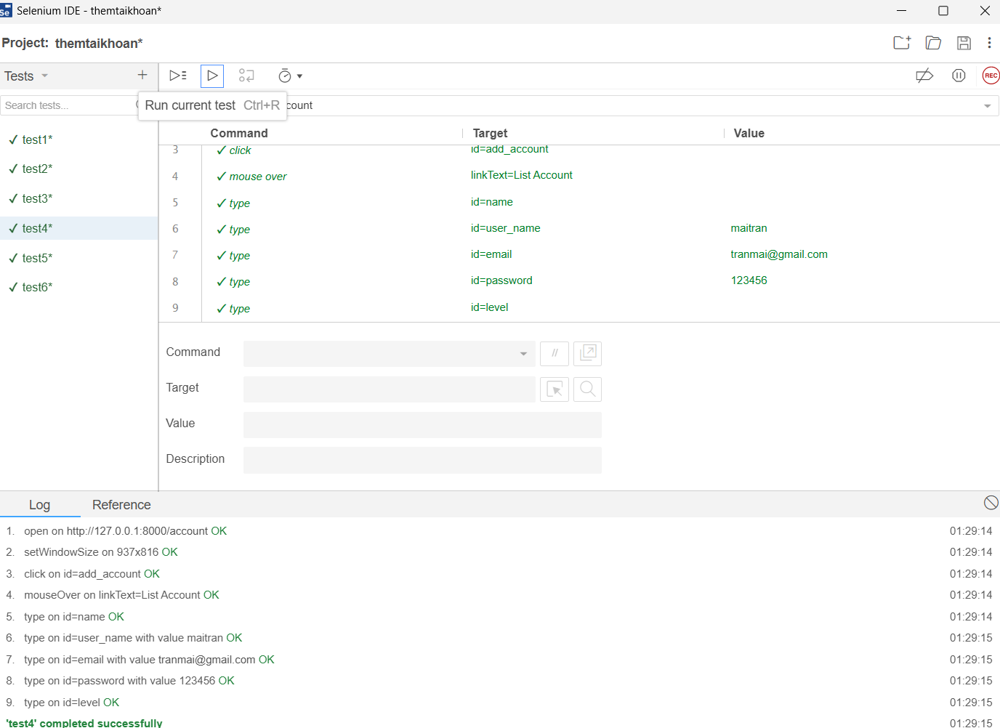 Se
Selenium IDE - themtaikhoan*
Project: themtaikhoan*
Tests
Search tests...
Run current test Ctrl+R
count
REC
Command Target Value
test1*
test2*
test3*
test4*
test5*
test6*
3 click id=add_account
4 mouse over linkText=List Account
5 type id=name
6 type id=user_name maitran
7 type id=email tranmai@gmail.com
8 type id=password 123456
9 type id=level
Command
//
Target
Value
Description
Log Reference
1. open on http://127.0.0.1:8000/account OK 01:29:14
2. setWindowSize on 937x816 OK 01:29:14
3. click on id=add_account OK 01:29:14
4. mouseOver on linkText=List Account OK 01:29:14
5. type on id=name OK 01:29:14
6. type on id=user_name with value maitran OK 01:29:15
7. type on id=email with value tranmai@gmail.com OK 01:29:15
8. type on id=password with value 123456 OK 01:29:15
9. type on id=level OK 01:29:15
'test4' completed successfully 01:29:15